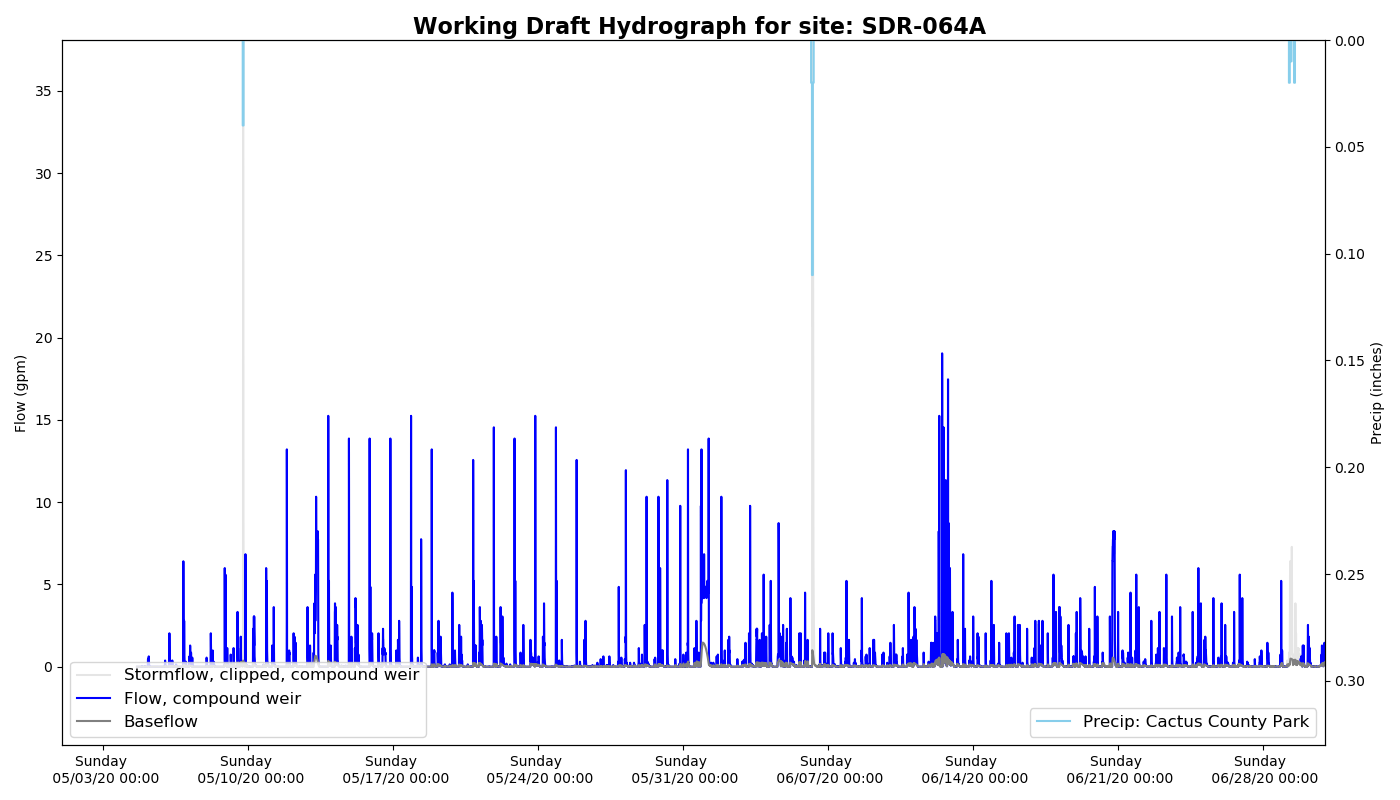 Working Draft Hydrograph for site: SDR-064A
Flow (gpm)
35
30
25
20
15
10
5
0
0.00
0.05
0.10
0.15
0.20
0.25
0.30
Precip (inches)
Stormflow, clipped, compound weir
Flow, compound weir
Baseflow
Precip: Cactus County Park
Sunday
05/03/20 00:00
Sunday
05/10/20 00:00
Sunday
05/17/20 00:00
Sunday
05/24/20 00:00
Sunday
05/31/20 00:00
Sunday
06/07/20 00:00
Sunday
06/14/20 00:00
Sunday
06/21/20 00:00
Sunday
06/28/20 00:00